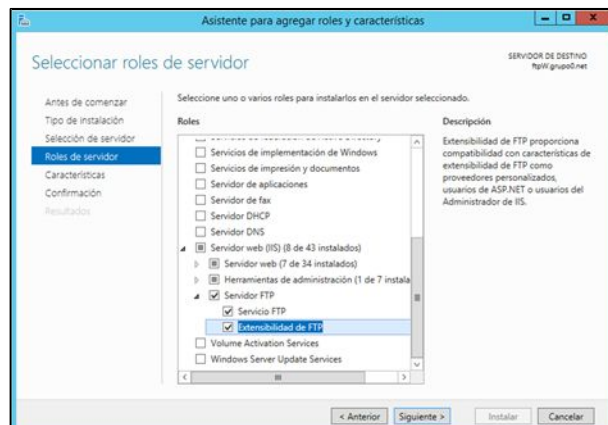 Asistente para agregar roles y características
Seleccionar roles de servidor
SERVIDOR DE DESTINO
ftpW.grupo0.net
Antes de comenzar
Tipo de instalación
Selección de servidor
Roles de servidor
Características
Confirmación
Resultados
Seleccione uno o varios roles para instalarlos en el servidor seleccionado.
Roles
Servicios de implementación de Windows
Servicios de impresión y documentos
Servidor de aplicaciones
Servidor de fax
Servidor DHCP
Servidor DNS
Servidor web (IIS) (8 de 43 instalados)
Servidor web (7 de 34 instalados)
Herramientas de administración (1 de 7 instala
Servidor FTP
Servicio FTP
Extensibilidad de FTP
Volume Activation Services
Windows Server Update Services
Descripción
Extensibilidad de FTP proporciona
compatibilidad con características de
extensibilidad de FTP como
proveedores personalizados,
usuarios de ASP.NET o usuarios del
Administrador de IIS.
< Anterior
Siguiente >
Instalar
Cancelar